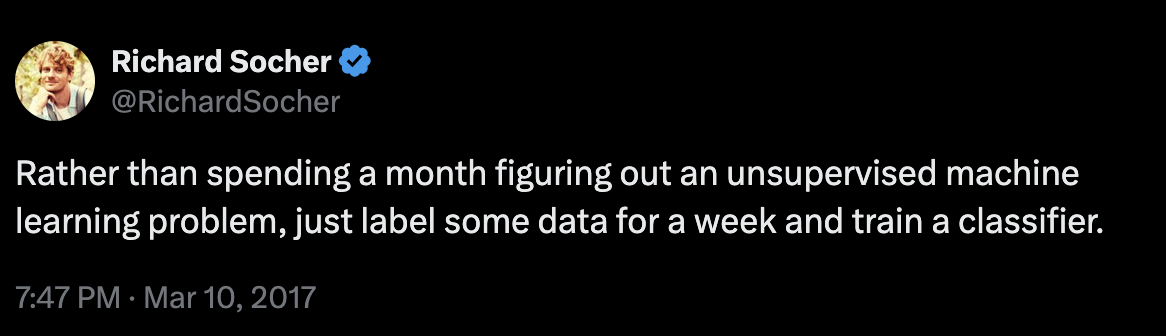 Richard Socher
@RichardSocher
Rather than spending a month figuring out an unsupervised machine
learning problem, just label some data for a week and train a classifier.
7:47 PM · Mar 10, 2017